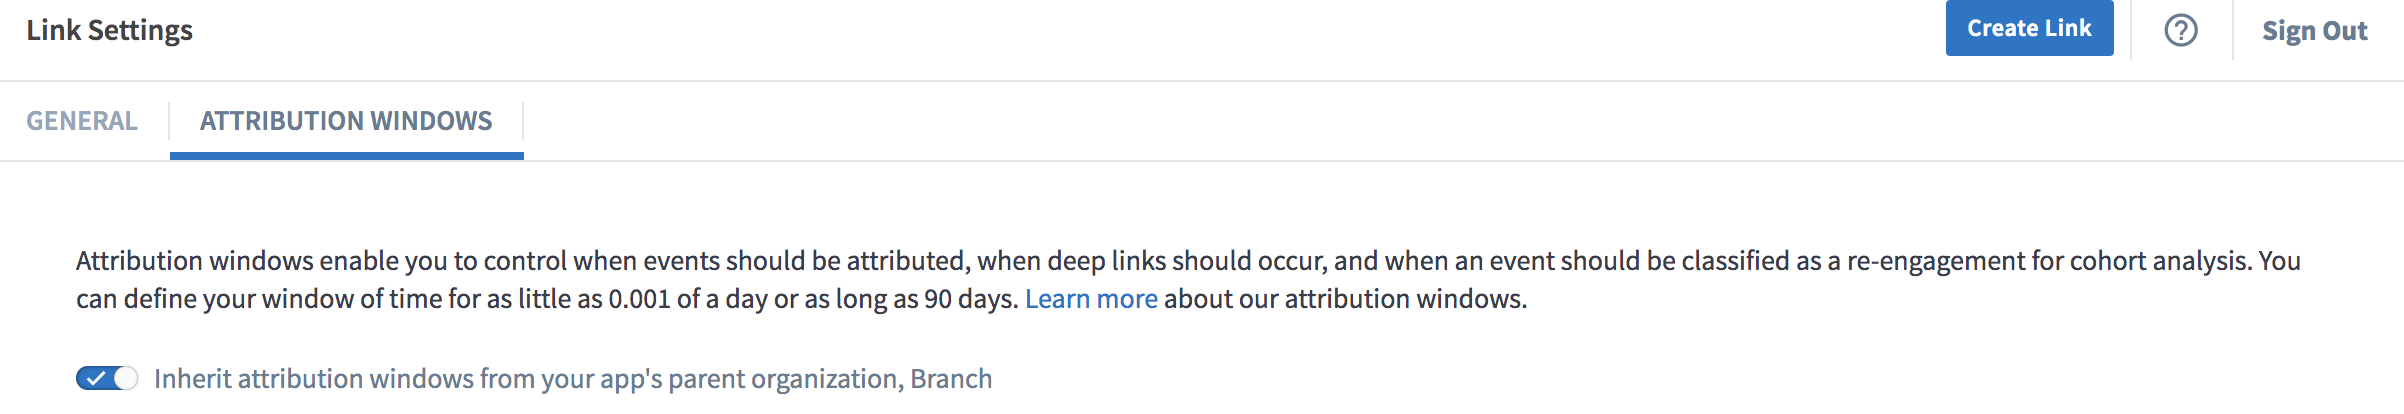 Link Settings
Create Link
Sign Out
GENERAL
ATTRIBUTION WINDOWS
Attribution windows enable you to control when events should be attributed, when deep links should occur, and when an event should be classified as a re-engagement for cohort analysis. You
can define your window of time for as little as 0.001 of a day or as long as 90 days. Learn more about our attribution windows.
Inherit attribution windows from your app's parent organization, Branch